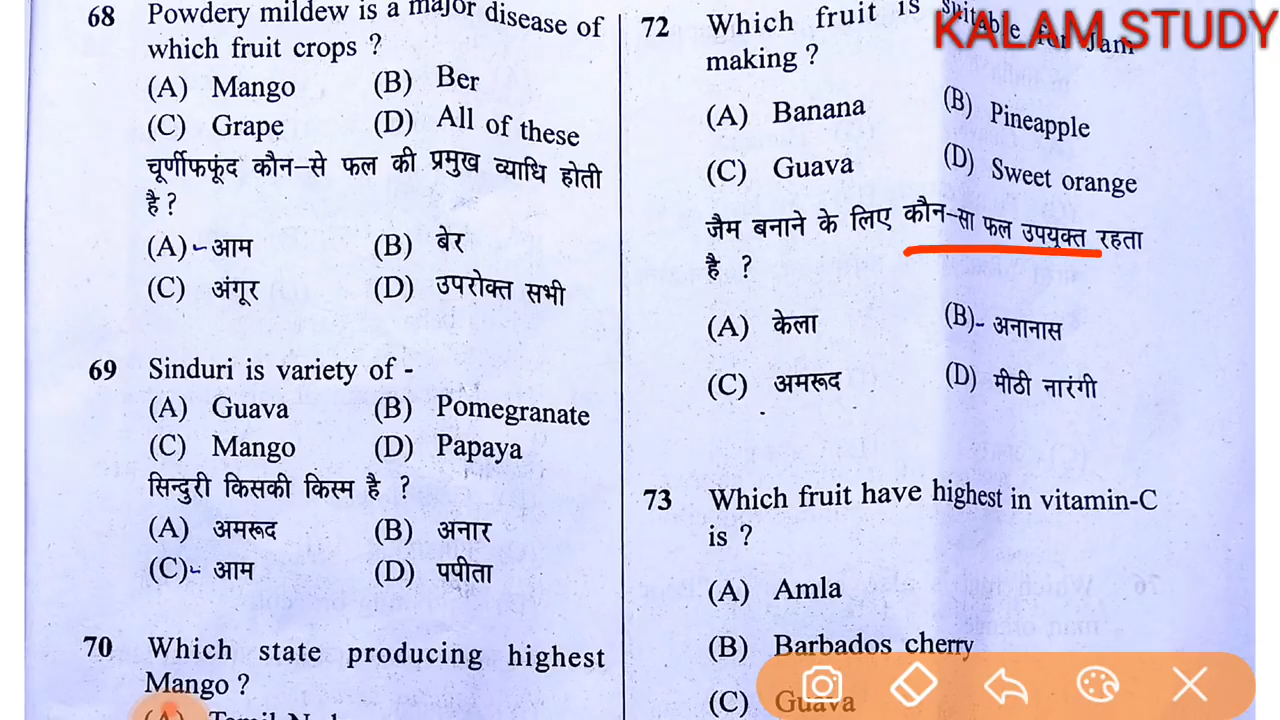 KALAM STUDY
68 Powdery mildew is a major disease of
which fruit crops ?
(A) Mango (B) Ber
(C) Grape (D) All of these
चूर्णीफफूंद कौन-से फल की प्रमुख व्याधि होती
है ?
(A) आम (B) बेर
(C) अंगूर (D) उपरोक्त सभी
69 Sinduri is variety of -
(A) Guava (B) Pomegranate
(C) Mango (D) Papaya
सिन्दुरी किसकी किस्म है ?
(A) अमरूद (B) अनार
(C) आम (D) पपीता
70 Which state producing highest
Mango ?
72 Which fruit is suitable for Jam
making ?
(A) Banana (B) Pineapple
(C) Guava (D) Sweet orange
जैम बनाने के लिए कौन-सा फल उपयुक्त रहता
है ?
(A) केला (B) अनानास
(C) अमरूद (D) मीठी नारंगी
73 Which fruit have highest in vitamin-C
is ?
(A) Amla
(B) Barbados cherry
(C) Guava